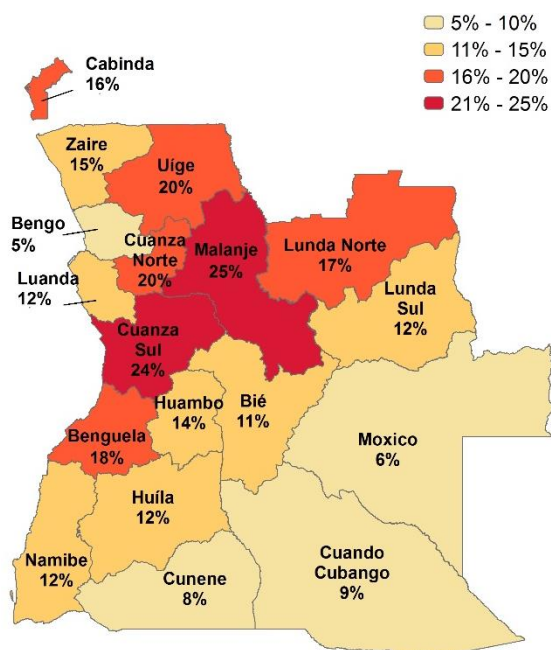 5% - 10%
11% - 15%
16% - 20%
21% - 25%
Cabinda
16%
Zaire
15%
Uíge
20%
Bengo
5%
Cuanza
Norte
20%
Malanje
25%
Lunda Norte
17%
Luanda
12%
Lunda
Sul
12%
Cuanza
Sul
24%
Huambo
14%
Bié
11%
Benguela
18%
Moxico
6%
Huíla
12%
Namibe
12%
Cunene
8%
Cuando
Cubango
9%